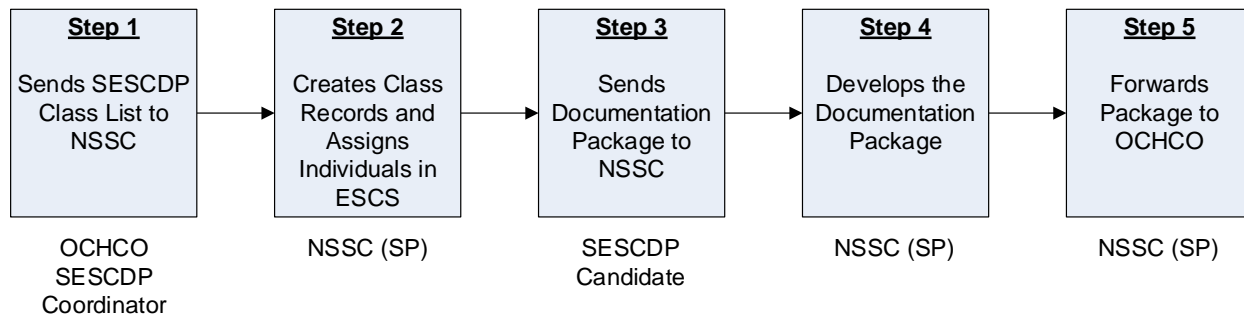 Step 1
Sends SESCDP
Class List to
NSSC
Step 2
Creates Class
Records and
Assigns
Individuals in
ESCS
Step 3
Sends
Documentation
Package to
NSSC
Step 4
Develops the
Documentation
Package
Step 5
Forwards
Package to
OCHCO
OCHCO
SESCDP
Coordinator
NSSC (SP)
SESCDP
Candidate
NSSC (SP)
NSSC (SP)